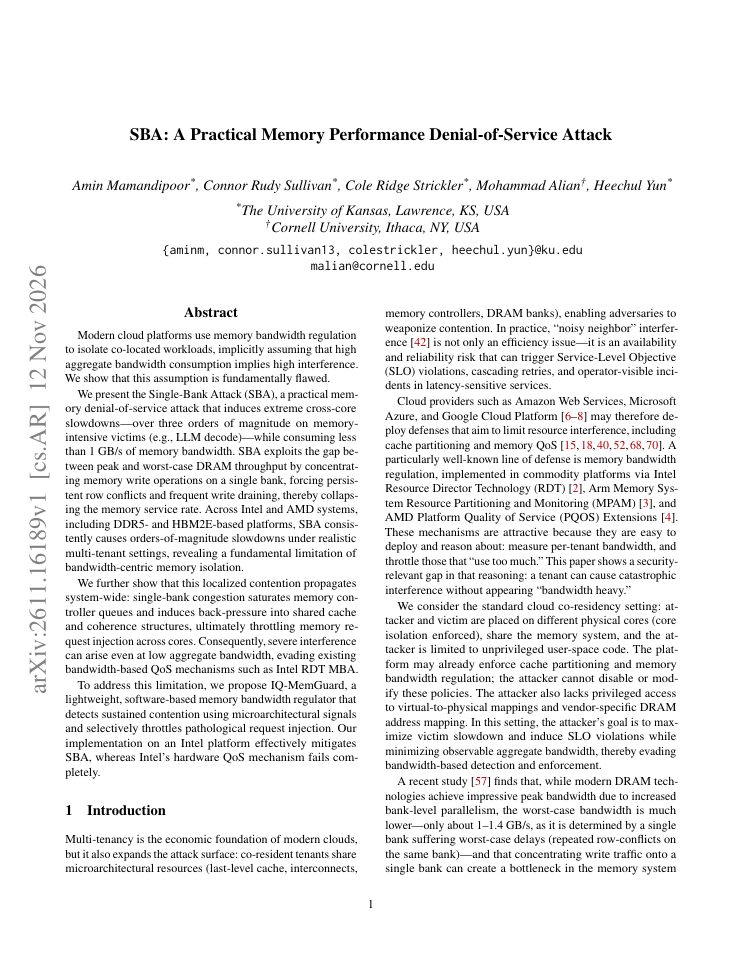 SBA: A Practical Memory Performance Denial-of-Service Attack
Amin Mamandipoor*, Connor Rudy Sullivan*, Cole Ridge Strickler*, Mohammad Alian†, Heechul Yun*
*The University of Kansas, Lawrence, KS, USA
†Cornell University, Ithaca, NY, USA
{aminm, connor.sullivan13, colestrickler, heechul.yun}@ku.edu
malian@cornell.edu
arXiv:2611.16189v1 [cs.AR] 12 Nov 2026
Abstract
Modern cloud platforms use memory bandwidth regulation
to isolate co-located workloads, implicitly assuming that high
aggregate bandwidth consumption implies high interference.
We show that this assumption is fundamentally flawed.
We present the Single-Bank Attack (SBA), a practical mem-
ory denial-of-service attack that induces extreme cross-core
slowdowns—over three orders of magnitude on memory-
intensive victims (e.g., LLM decode)—while consuming less
than 1 GB/s of memory bandwidth. SBA exploits the gap be-
tween peak and worst-case DRAM throughput by concentrat-
ing memory write operations on a single bank, forcing persis-
tent row conflicts and frequent write draining, thereby collaps-
ing the memory service rate. Across Intel and AMD systems,
including DDR5- and HBM2E-based platforms, SBA consis-
tently causes orders-of-magnitude slowdowns under realistic
multi-tenant settings, revealing a fundamental limitation of
bandwidth-centric memory isolation.
We further show that this localized contention propagates
system-wide: single-bank congestion saturates memory con-
troller queues and induces back-pressure into shared cache
and coherence structures, ultimately throttling memory re-
quest injection across cores. Consequently, severe interference
can arise even at low aggregate bandwidth, evading existing
bandwidth-based QoS mechanisms such as Intel RDT MBA.
To address this limitation, we propose IQ-MemGuard, a
lightweight, software-based memory bandwidth regulator that
detects sustained contention using microarchitectural signals
and selectively throttles pathological request injection. Our
implementation on an Intel platform effectively mitigates
SBA, whereas Intel's hardware QoS mechanism fails com-
pletely.
1 Introduction
Multi-tenancy is the economic foundation of modern clouds,
but it also expands the attack surface: co-resident tenants share
microarchitectural resources (last-level cache, interconnects,
memory controllers, DRAM banks), enabling adversaries to
weaponize contention. In practice, “noisy neighbor” interfer-
ence [42] is not only an efficiency issue—it is an availability
and reliability risk that can trigger Service-Level Objective
(SLO) violations, cascading retries, and operator-visible inci-
dents in latency-sensitive services.
Cloud providers such as Amazon Web Services, Microsoft
Azure, and Google Cloud Platform [6–8] may therefore de-
ploy defenses that aim to limit resource interference, including
cache partitioning and memory QoS [15,18,40,52,68,70]. A
particularly well-known line of defense is memory bandwidth
regulation, implemented in commodity platforms via Intel
Resource Director Technology (RDT) [2], Arm Memory Sys-
tem Resource Partitioning and Monitoring (MPAM) [3], and
AMD Platform Quality of Service (PQOS) Extensions [4].
These mechanisms are attractive because they are easy to
deploy and reason about: measure per-tenant bandwidth, and
throttle those that “use too much.” This paper shows a security-
relevant gap in that reasoning: a tenant can cause catastrophic
interference without appearing “bandwidth heavy.”
We consider the standard cloud co-residency setting: at-
tacker and victim are placed on different physical cores (core
isolation enforced), share the memory system, and the at-
tacker is limited to unprivileged user-space code. The plat-
form may already enforce cache partitioning and memory
bandwidth regulation; the attacker cannot disable or mod-
ify these policies. The attacker also lacks privileged access
to virtual-to-physical mappings and vendor-specific DRAM
address mapping. In this setting, the attacker's goal is to max-
imize victim slowdown and induce SLO violations while
minimizing observable aggregate bandwidth, thereby evading
bandwidth-based detection and enforcement.
A recent study [57] finds that, while modern DRAM tech-
nologies achieve impressive peak bandwidth due to increased
bank-level parallelism, the worst-case bandwidth is much
lower—only about 1–1.4 GB/s, as it is determined by a single
bank suffering worst-case delays (repeated row-conflicts on
the same bank)—and that concentrating write traffic onto a
single bank can create a bottleneck in the memory system
1